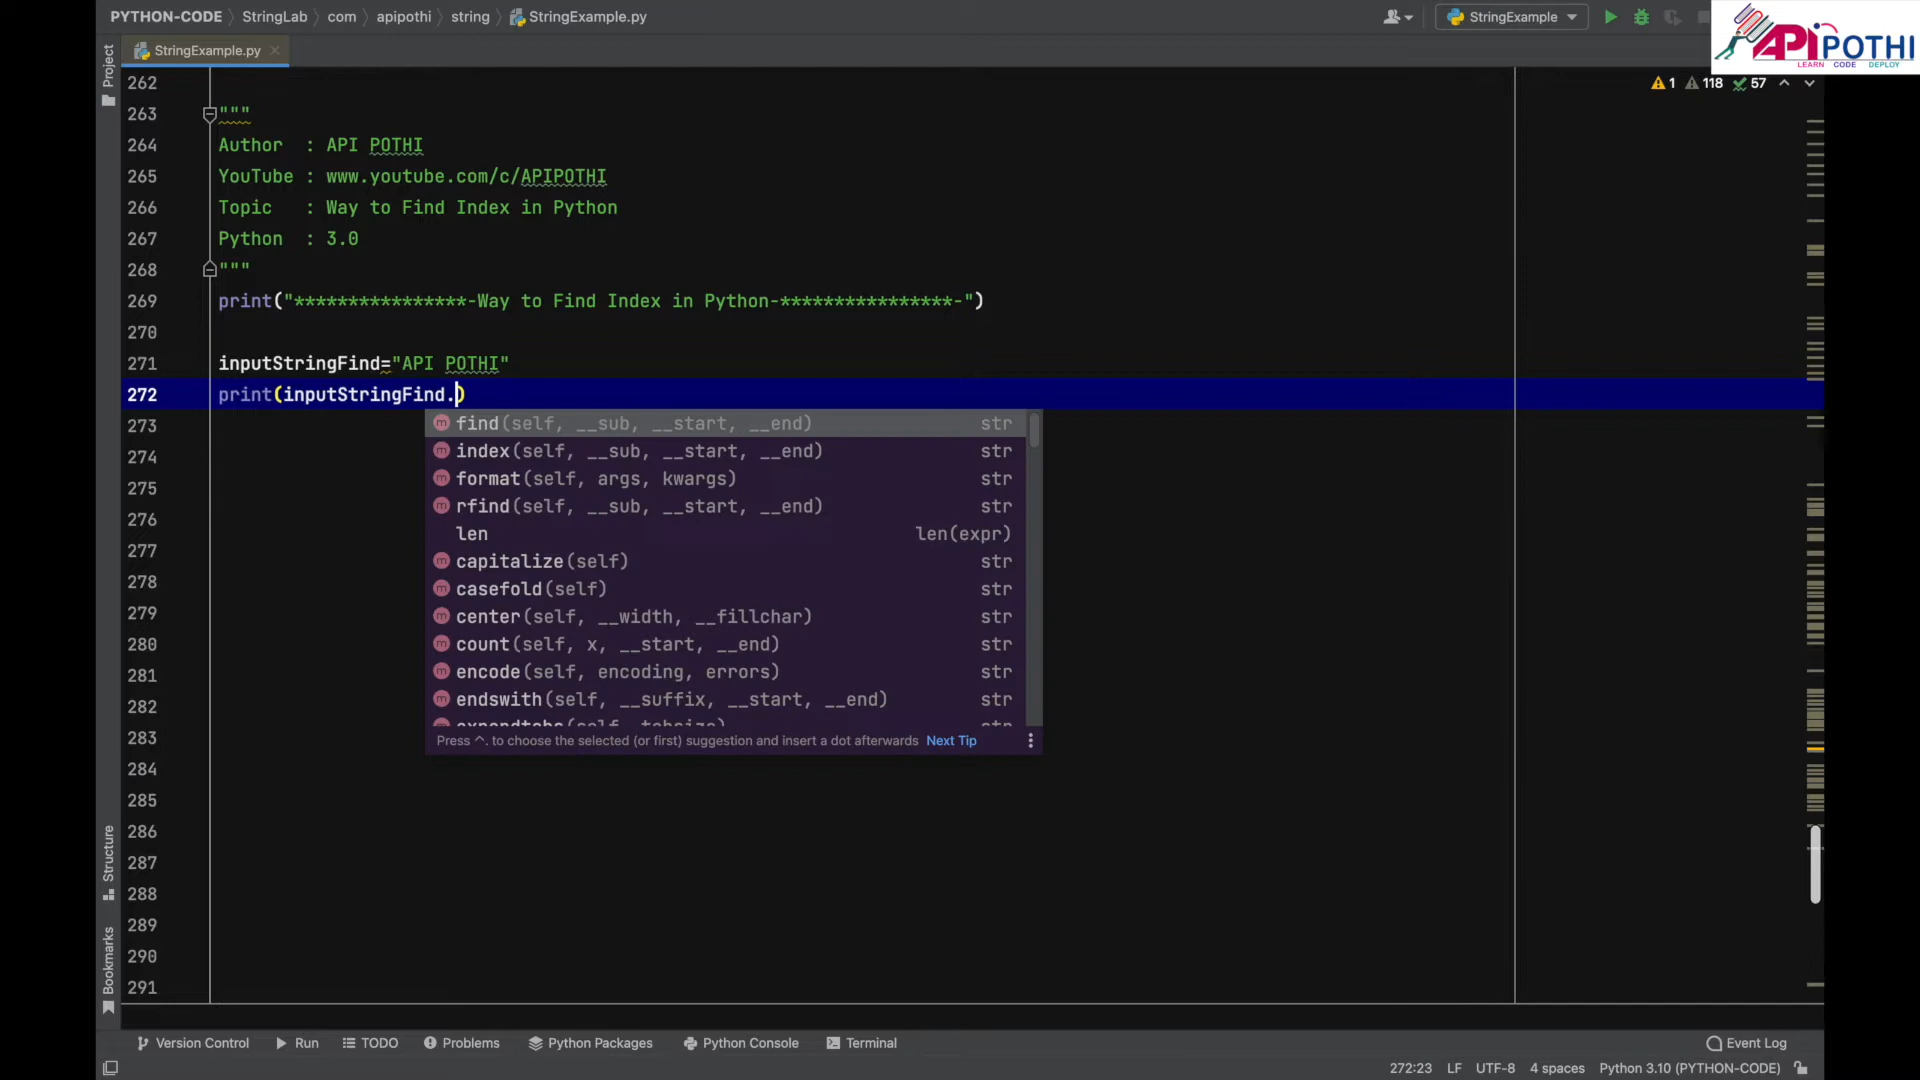 PYTHON-CODE StringLab com apipothi string StringExample.py
StringExample
APIPOTHI
LEARN CODE DEPLOY
Project
StringExample.py
1 118 57
262
263 """
264 Author : API POTHI
265 YouTube : www.youtube.com/c/APIPOTHI
266 Topic : Way to Find Index in Python
267 Python : 3.0
268 """
269 print("****************-Way to Find Index in Python-****************-")
270
271 inputStringFind="API POTHI"
272 print(inputStringFind.)
273
274
275
276
277
278
279
280
281
282
283
284
285
286
287
288
289
290
291
find(self, __sub, __start, __end) str
index(self, __sub, __start, __end) str
format(self, args, kwargs) str
rfind(self, __sub, __start, __end) str
len len(expr)
capitalize(self) str
casefold(self) str
center(self, __width, __fillchar) str
count(self, x, __start, __end) str
encode(self, encoding, errors) str
endswith(self, __suffix, __start, __end) str
expandtabs(self, tabsize) str
Press ^. to choose the selected (or first) suggestion and insert a dot afterwards Next Tip
Structure
Bookmarks
Version Control Run TODO Problems Python Packages Python Console Terminal Event Log
272:23 LF UTF-8 4 spaces Python 3.10 (PYTHON-CODE)